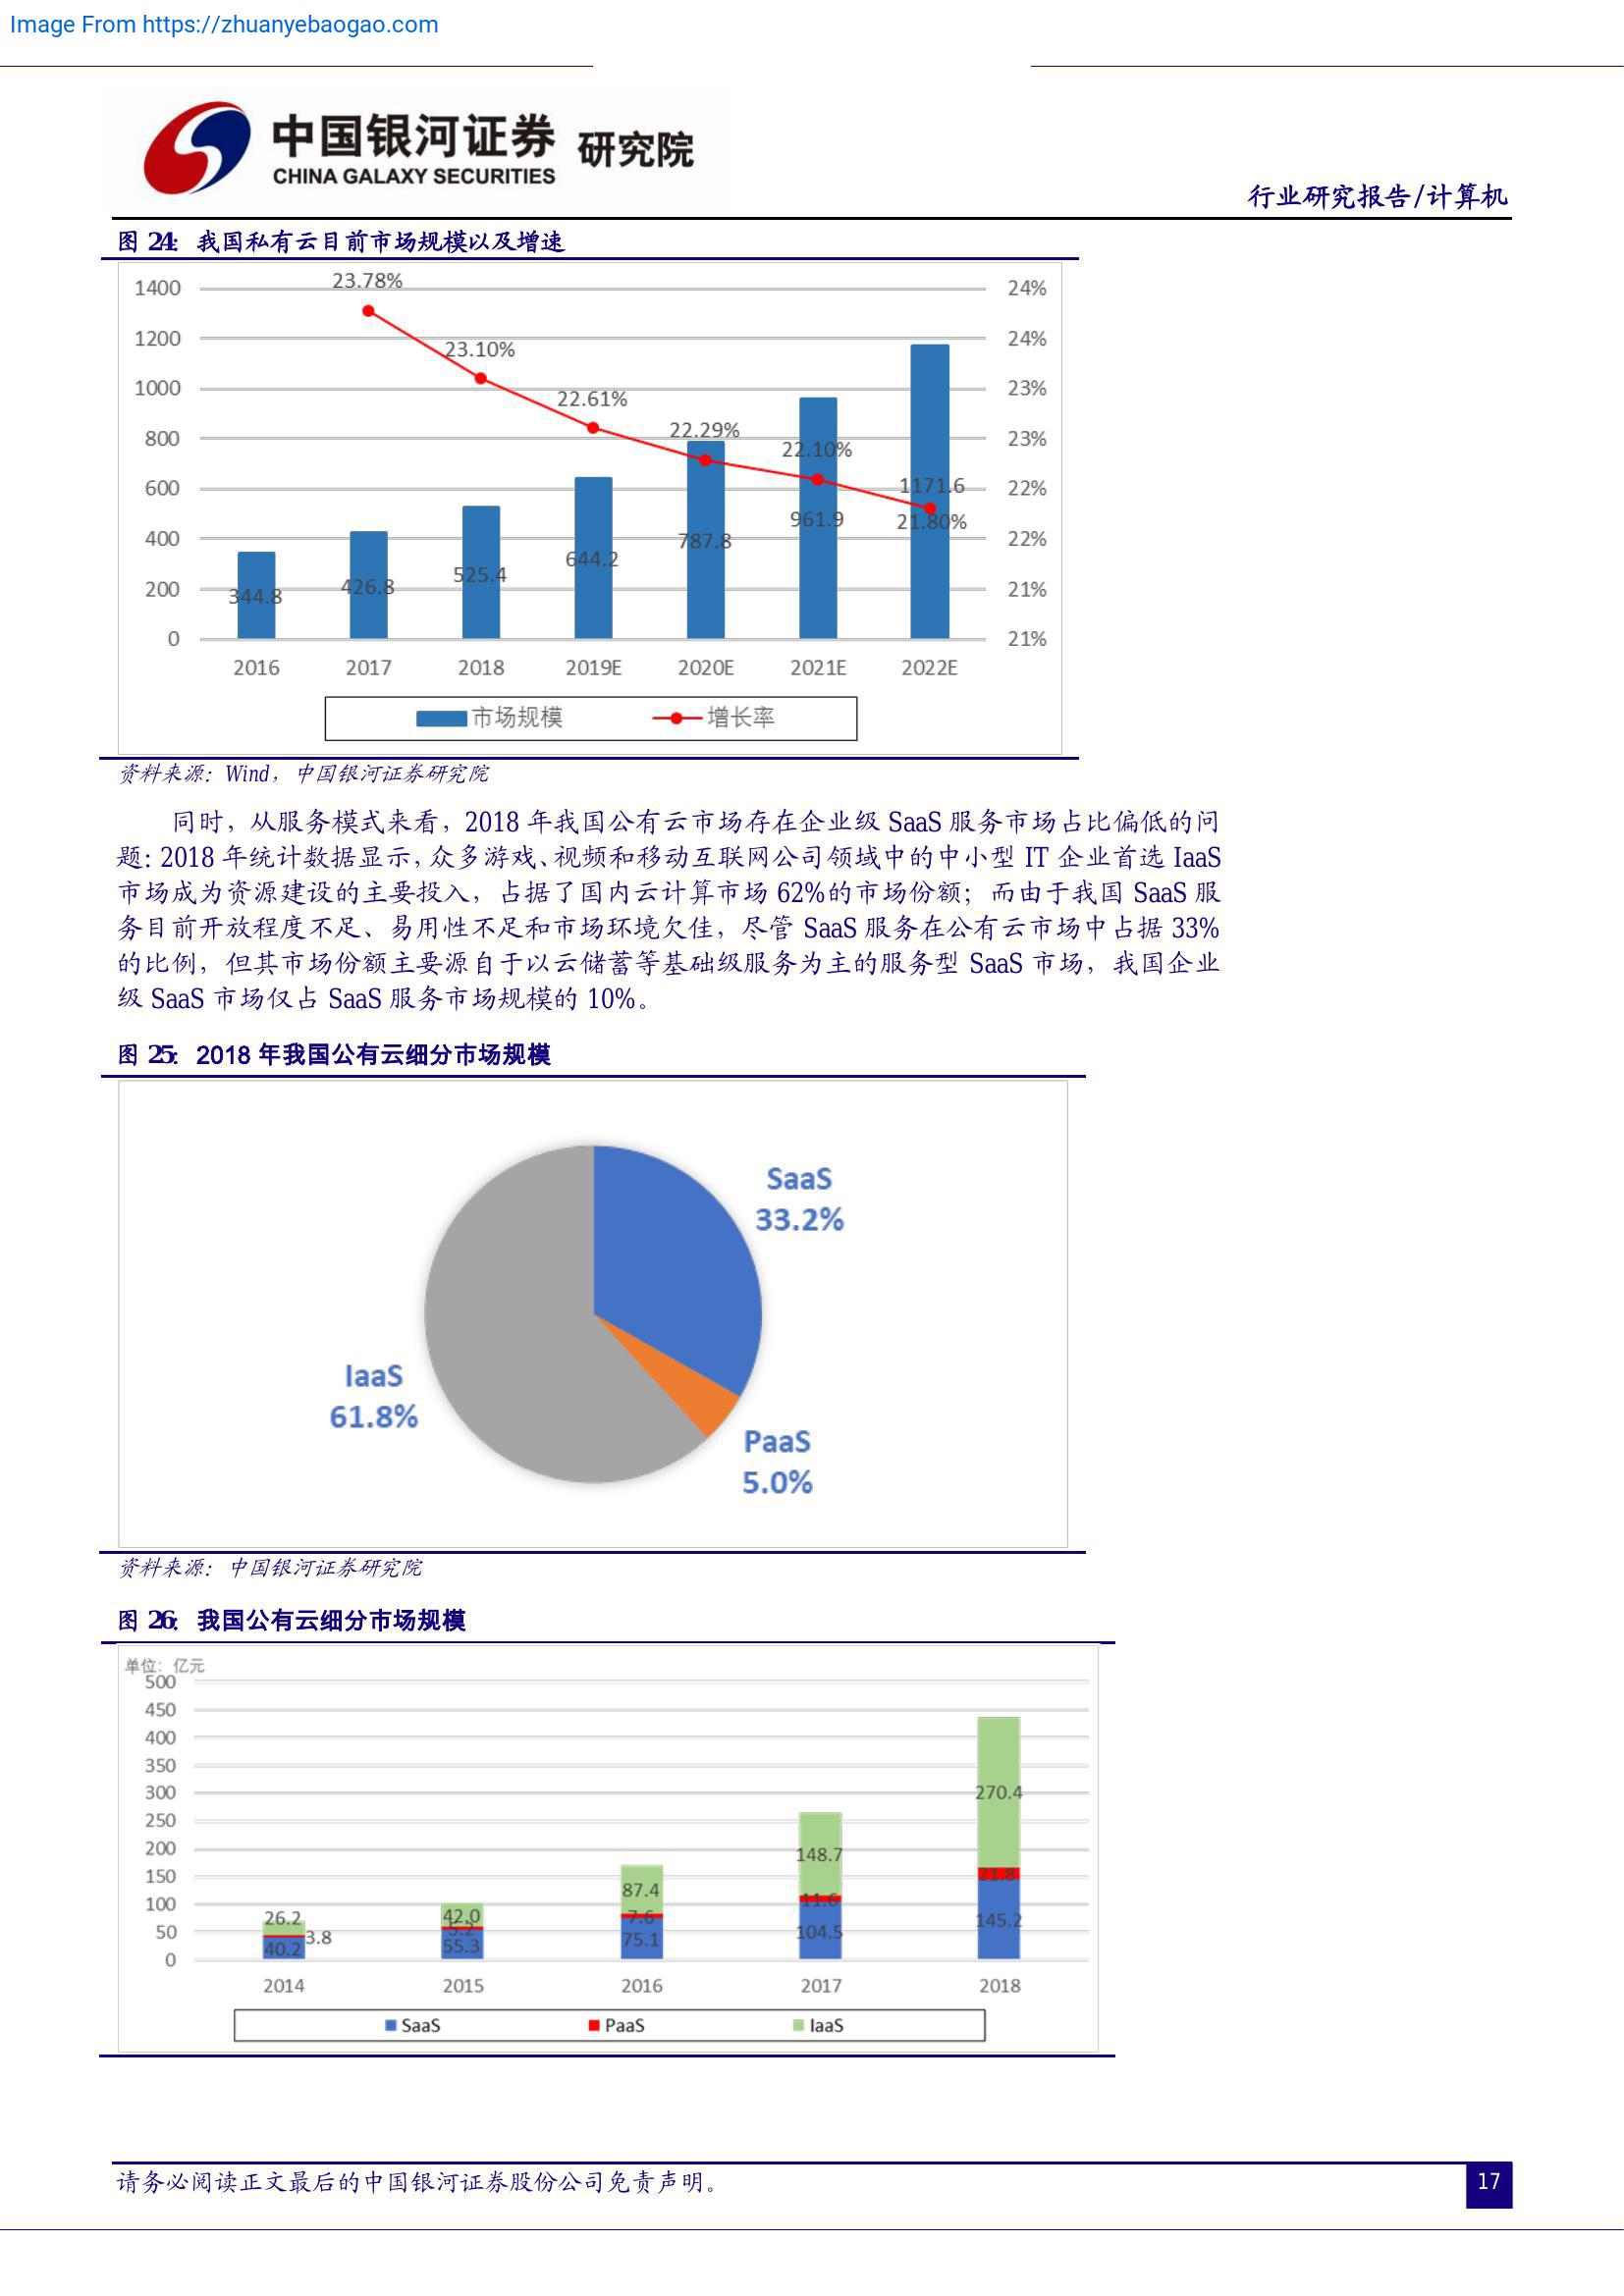 Image From https://zhuanyebaogao.com
中国银河证券 研究院
CHINA GALAXY SECURITIES
行业研究报告/计算机
图 24: 我国私有云目前市场规模以及增速
1400 23.78% 24%
1200 23.10% 24%
1000 22.61% 23%
800 22.29% 22.10% 23%
600 1171.6 22%
400 644.2 787.8 961.9 21.80% 22%
200 344.8 426.8 525.4 21%
0 21%
2016 2017 2018 2019E 2020E 2021E 2022E
市场规模 增长率
资料来源：Wind，中国银河证券研究院
同时，从服务模式来看，2018 年我国公有云市场存在企业级 SaaS 服务市场占比偏低的问
题：2018 年统计数据显示，众多游戏、视频和移动互联网公司领域中的中小型 IT 企业首选 IaaS
市场成为资源建设的主要投入，占据了国内云计算市场 62%的市场份额；而由于我国 SaaS 服
务目前开放程度不足、易用性不足和市场环境欠佳，尽管 SaaS 服务在公有云市场中占据 33%
的比例，但其市场份额主要源自于以云储蓄等基础级服务为主的服务型 SaaS 市场，我国企业
级 SaaS 市场仅占 SaaS 服务市场规模的 10%。
图 25: 2018 年我国公有云细分市场规模
SaaS
33.2%
IaaS
61.8%
PaaS
5.0%
资料来源：中国银河证券研究院
图 26: 我国公有云细分市场规模
单位：亿元
500
450
400
350
300 270.4
250
200 148.7
150 87.4 21.8
100 26.2 42.0 7.6 11.6 145.2
50 3.8 5.2 75.1 104.5
0 40.2 55.3
2014 2015 2016 2017 2018
SaaS PaaS IaaS
请务必阅读正文最后的中国银河证券股份公司免责声明。
17